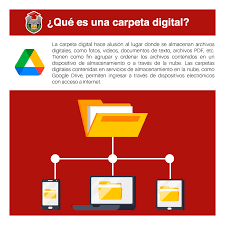 ¿Qué es una carpeta digital?
La carpeta digital hace alusión al lugar donde se almacenan archivos
digitales, como fotos, videos, documentos de texto, archivos PDF, etc.
Tienen como fin agrupar y ordenar los archivos contenidos en un
dispositivo de almacenamiento o a través de la nube. Las carpetas
digitales contenidas en servicios de almacenamiento en la nube, como
Google Drive, permiten ingresar a través de dispositivos electrónicos
con acceso a internet.